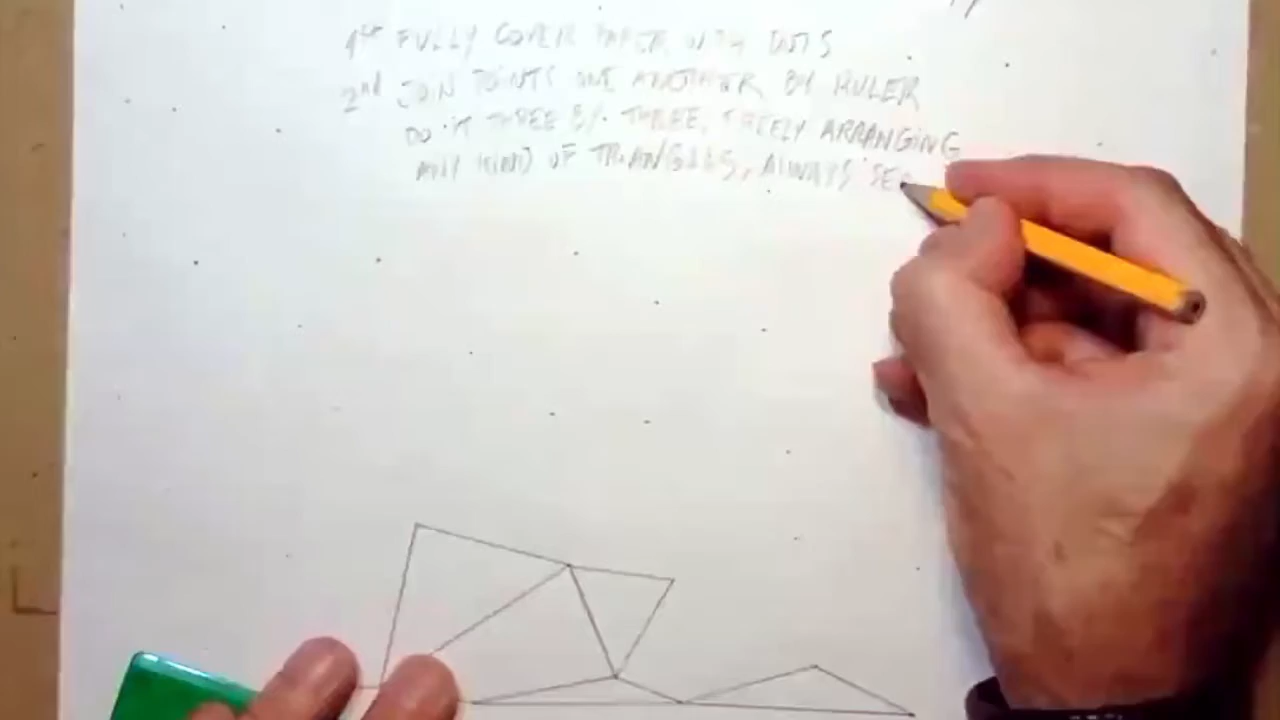 1st FULLY COVER PAPER WITH DOTS
2nd JOIN POINTS ONE ANOTHER BY RULER
DO IT THREE BY THREE, FREELY ARRANGING
ANY KIND OF TRIANGLES, ALWAYS SE